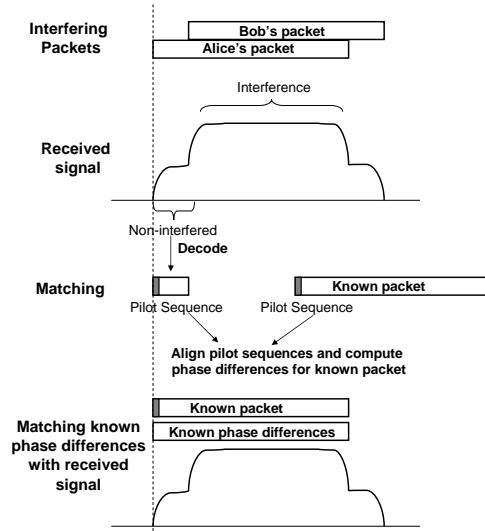 Interfering
Packets
Bob's packet
Alice's packet
Interference
Received
signal
Non-interfered
Decode
Matching
Known packet
Pilot Sequence
Pilot Sequence
Align pilot sequences and compute
phase differences for known packet
Matching known
phase differences
with received
signal
Known packet
Known phase differences